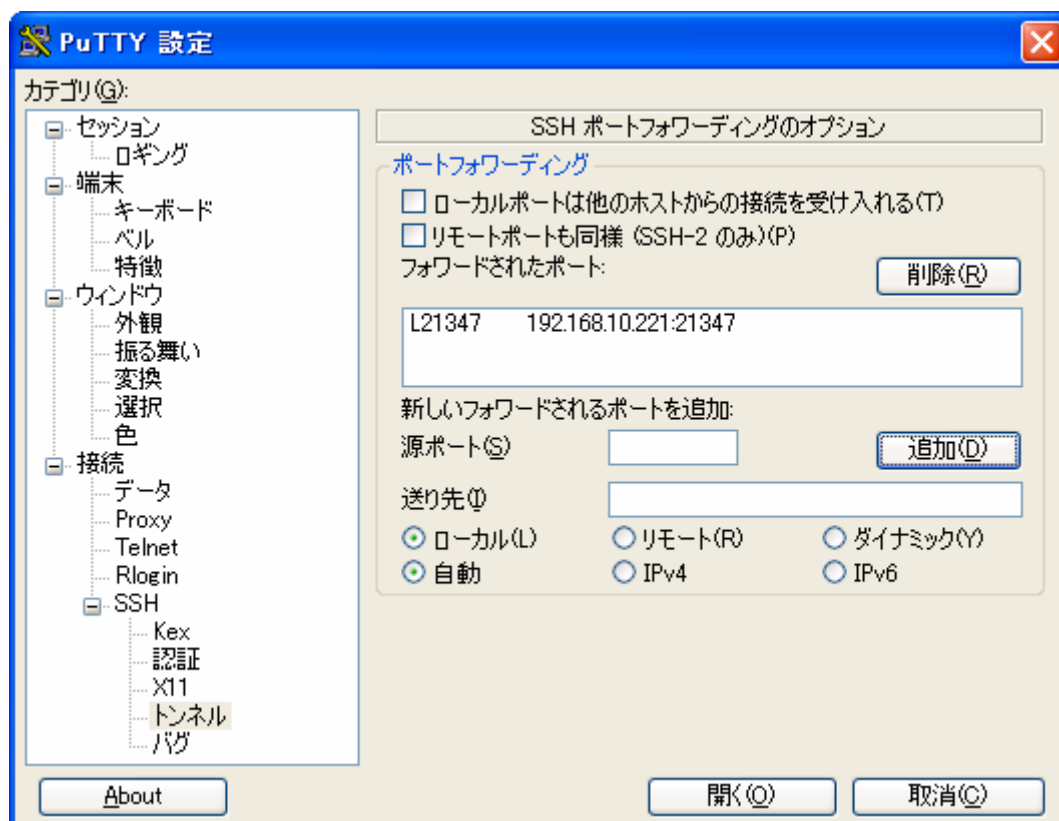 PuTTY 設定
カテゴリ(G):
セッション
ロギング
端末
キーボード
ベル
特徴
ウィンドウ
外観
振る舞い
変換
選択
色
接続
データ
Proxy
Telnet
Rlogin
SSH
Kex
認証
X11
トンネル
バグ
SSH ポートフォワーディングのオプション
ポートフォワーディング
ローカルポートは他のホストからの接続を受け入れる(T)
リモートポートも同様 (SSH-2 のみ)(P)
フォワードされたポート:
削除(R)
L21347 192.168.10.221:21347
新しいフォワードされるポートを追加:
源ポート(S)
追加(D)
送り先(I)
ローカル(L) リモート(R) ダイナミック(Y)
自動 IPv4 IPv6
About 開く(O) 取消(C)